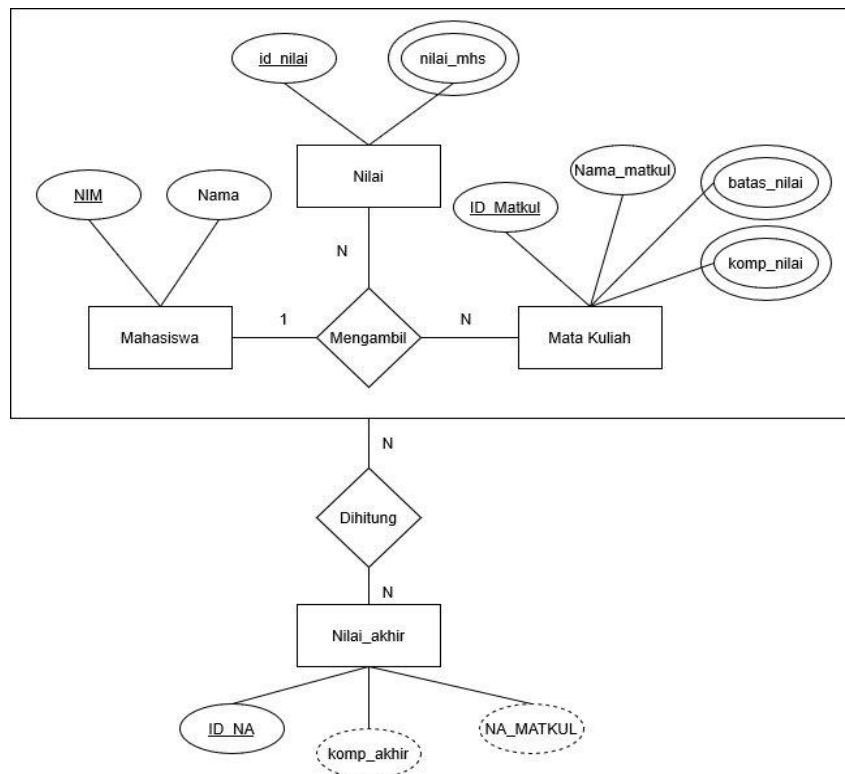 id_nilai
nilai_mhs
Nilai
NIM
Nama
ID_Matkul
Nama_matkul
batas_nilai
komp_nilai
N
Mahasiswa
1
Mengambil
N
Mata Kuliah
N
Dihitung
N
Nilai_akhir
ID_NA
komp_akhir
NA_MATKUL